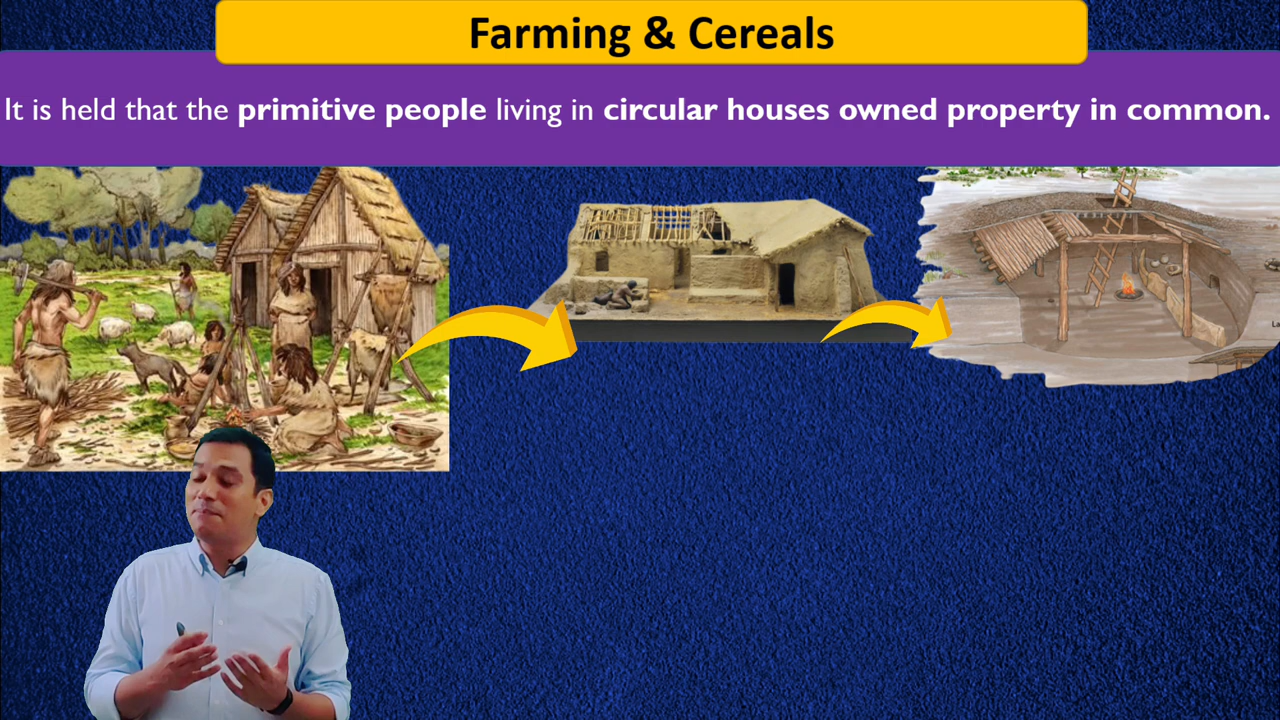 Farming & Cereals
It is held that the primitive people living in circular houses owned property in common.